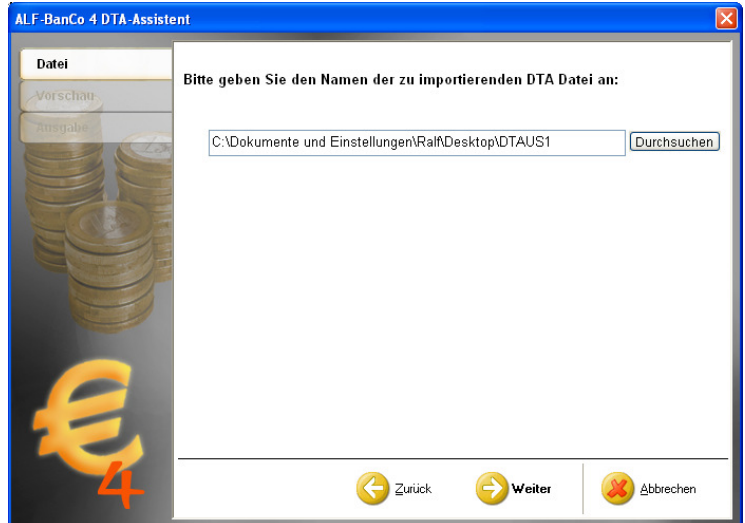 ALF-BanCo 4 DTA-Assistent
Datei
Vorschau
Ausgabe
Bitte geben Sie den Namen der zu importierenden DTA Datei an:
C:\Dokumente und Einstellungen\Ralf\Desktop\DTAUS1
Durchsuchen
€
4
Zurück
Weiter
Abbrechen